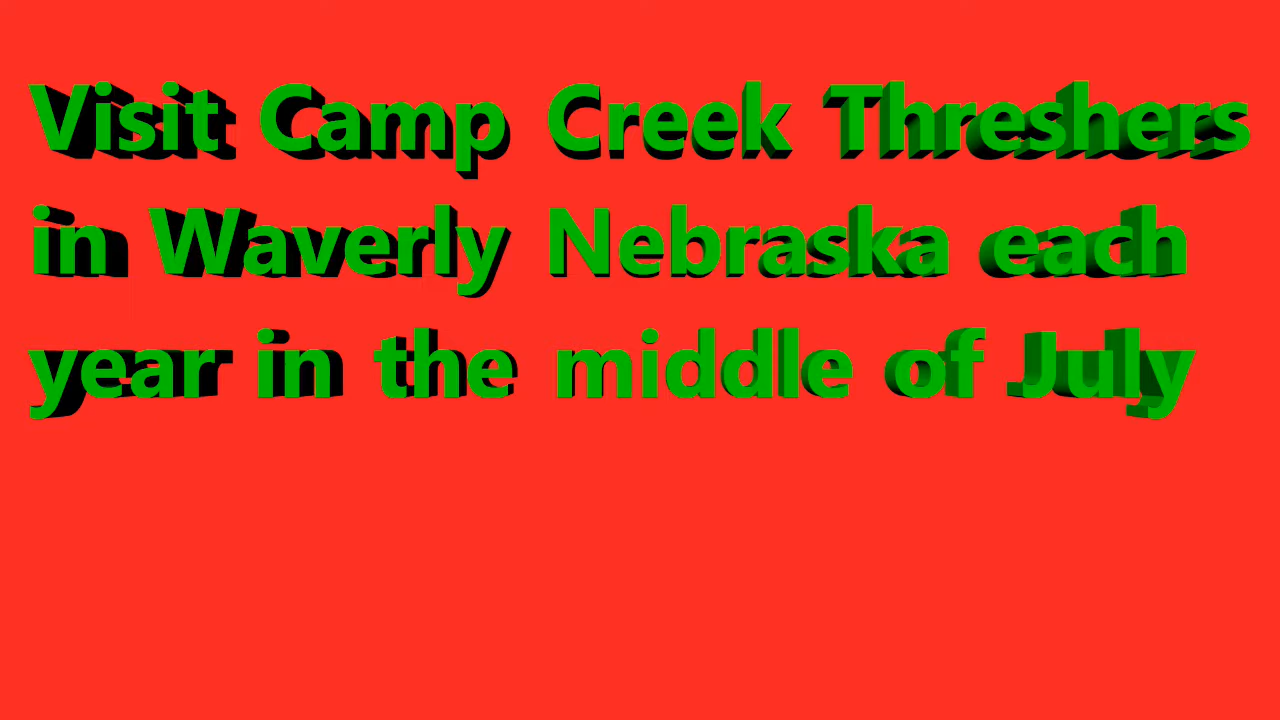 Visit Camp Creek Threshers
in Waverly Nebraska each
year in the middle of July